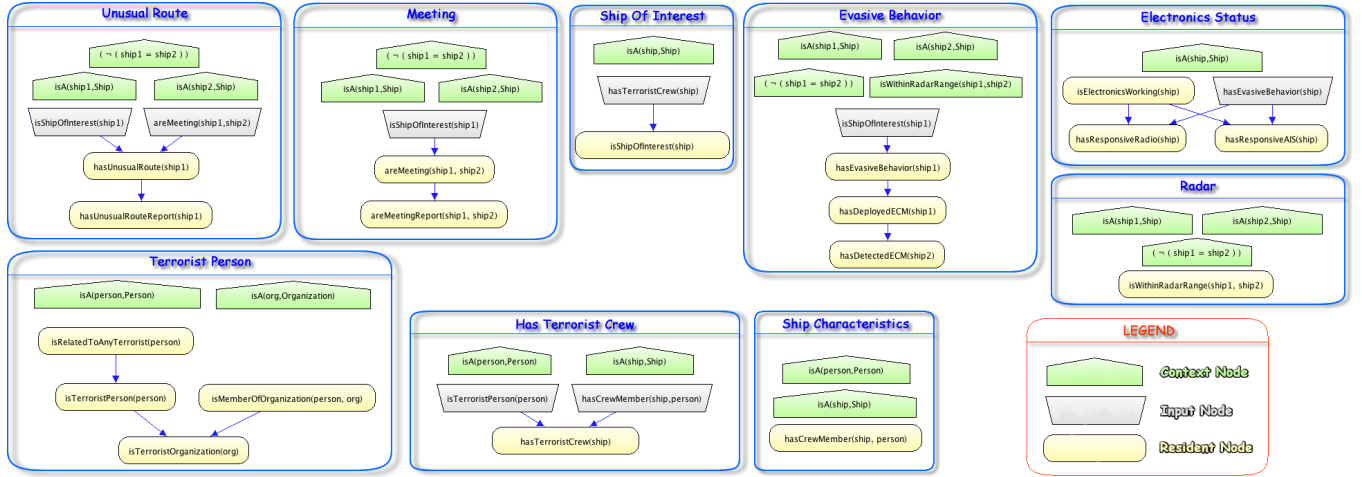 Unusual Route
( ¬ ( ship1 = ship2 ) )
isA(ship1,Ship)
isA(ship2,Ship)
isShipOfInterest(ship1)
areMeeting(ship1,ship2)
hasUnusualRoute(ship1)
hasUnusualRouteReport(ship1)
Meeting
( ¬ ( ship1 = ship2 ) )
isA(ship1,Ship)
isA(ship2,Ship)
isShipOfInterest(ship1)
areMeeting(ship1, ship2)
areMeetingReport(ship1, ship2)
Ship Of Interest
isA(ship,Ship)
hasTerroristCrew(ship)
isShipOfInterest(ship)
Evasive Behavior
isA(ship1,Ship)
isA(ship2,Ship)
( ¬ ( ship1 = ship2 ) )
isWithinRadarRange(ship1,ship2)
isShipOfInterest(ship1)
hasEvasiveBehavior(ship1)
hasDeployedECM(ship1)
hasDetectedECM(ship2)
Electronics Status
isA(ship,Ship)
isElectronicsWorking(ship)
hasEvasiveBehavior(ship)
hasResponsiveRadio(ship)
hasResponsiveAIS(ship)
Radar
isA(ship1,Ship)
isA(ship2,Ship)
( ¬ ( ship1 = ship2 ) )
isWithinRadarRange(ship1, ship2)
Terrorist Person
isA(person,Person)
isA(org,Organization)
isRelatedToAnyTerrorist(person)
isTerroristPerson(person)
isMemberOfOrganization(person, org)
isTerroristOrganization(org)
Has Terrorist Crew
isA(person,Person)
isA(ship,Ship)
isTerroristPerson(person)
hasCrewMember(ship,person)
hasTerroristCrew(ship)
Ship Characteristics
isA(person,Person)
isA(ship,Ship)
hasCrewMember(ship, person)
LEGEND
Context Node
Input Node
Resident Node